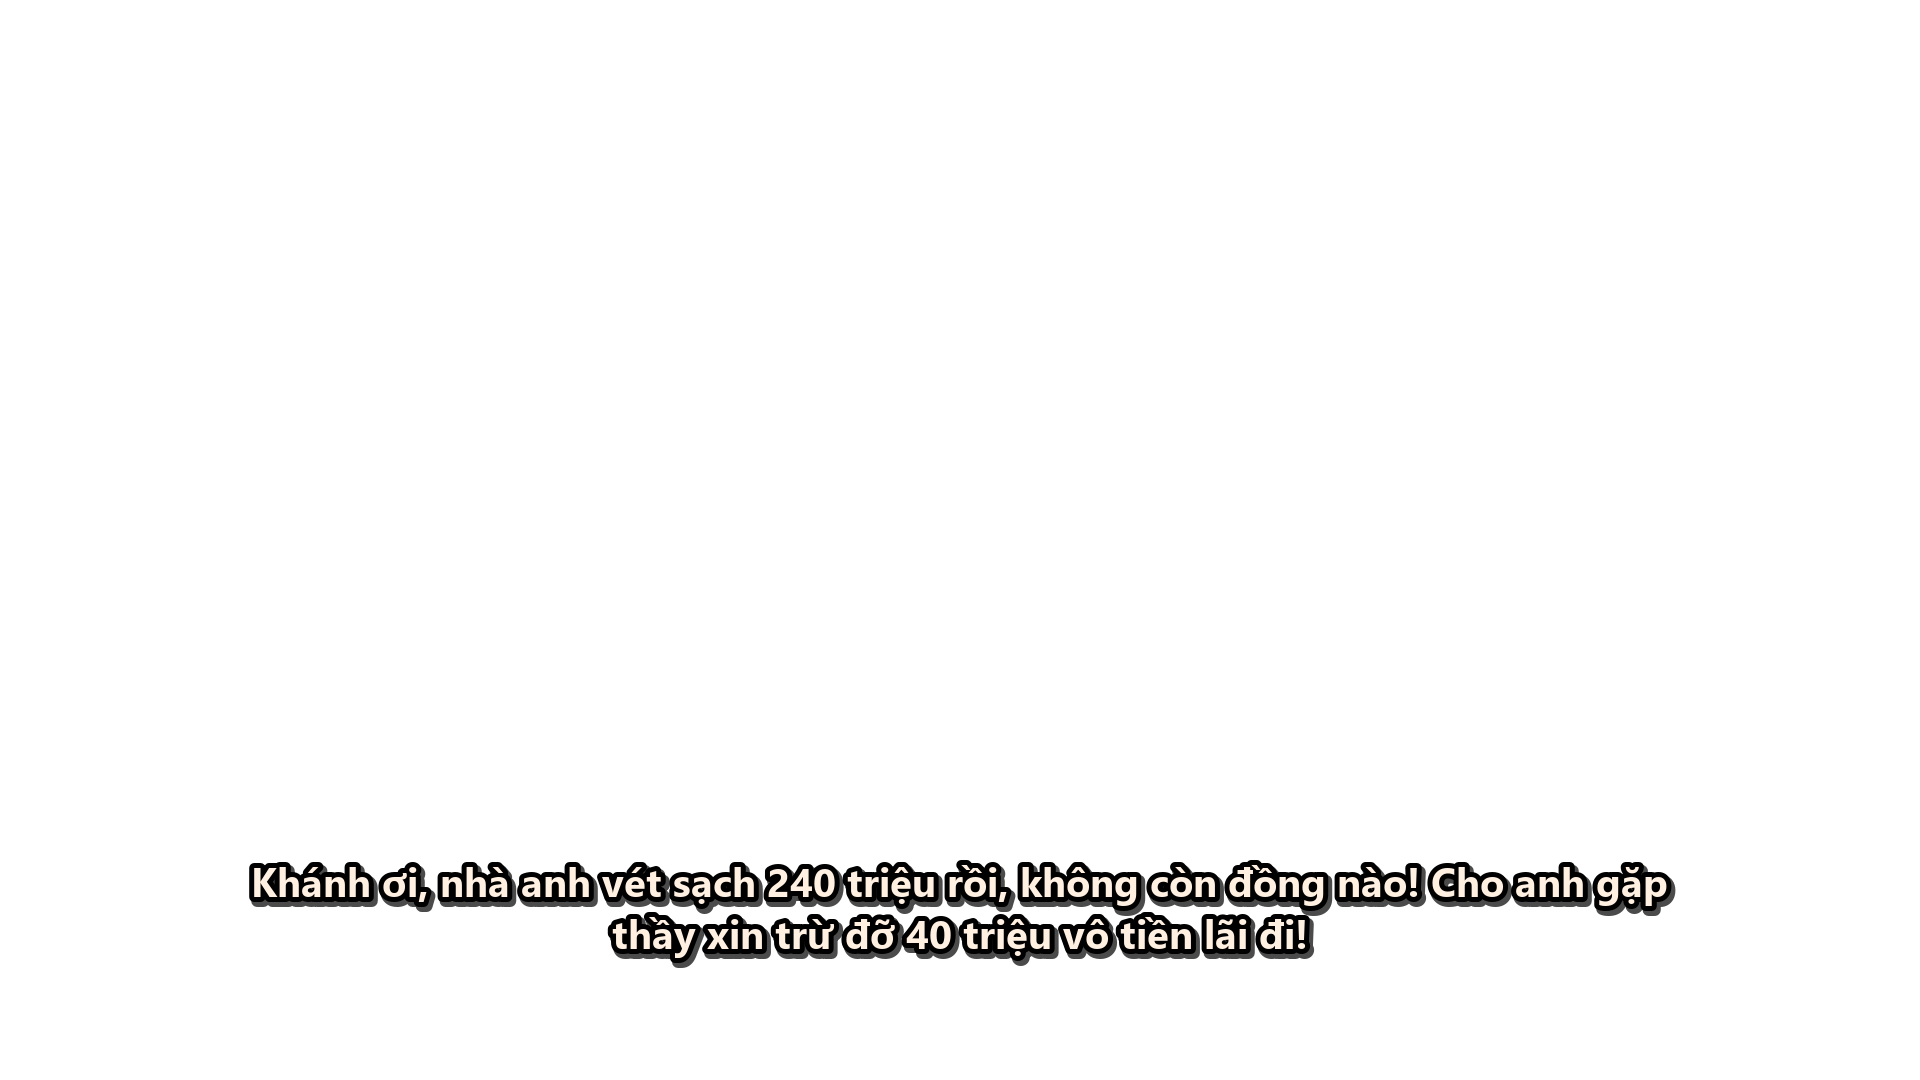 Khánh ơi, nhà anh vét sạch 240 triệu rồi, không còn đồng nào! Cho anh gặp
thầy xin trừ đỡ 40 triệu vô tiền lãi đi!